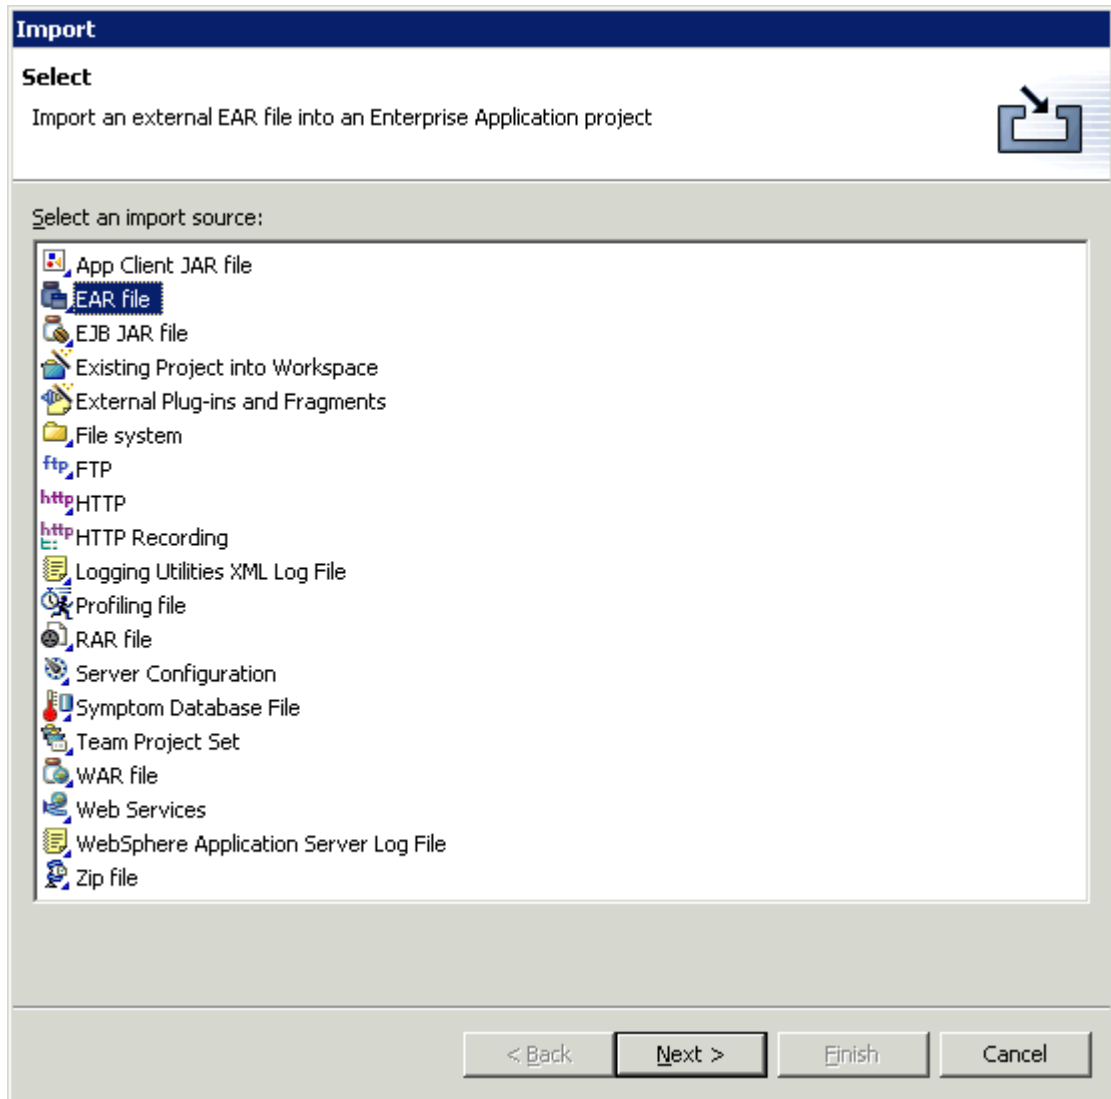 Import
Select
Import an external EAR file into an Enterprise Application project
Select an import source:
App Client JAR file
EAR file
EJB JAR file
Existing Project into Workspace
External Plug-ins and Fragments
File system
ftp FTP
http HTTP
http HTTP Recording
Logging Utilities XML Log File
Profiling file
RAR file
Server Configuration
Symptom Database File
Team Project Set
WAR file
Web Services
WebSphere Application Server Log File
Zip file
< Back Next > Finish Cancel